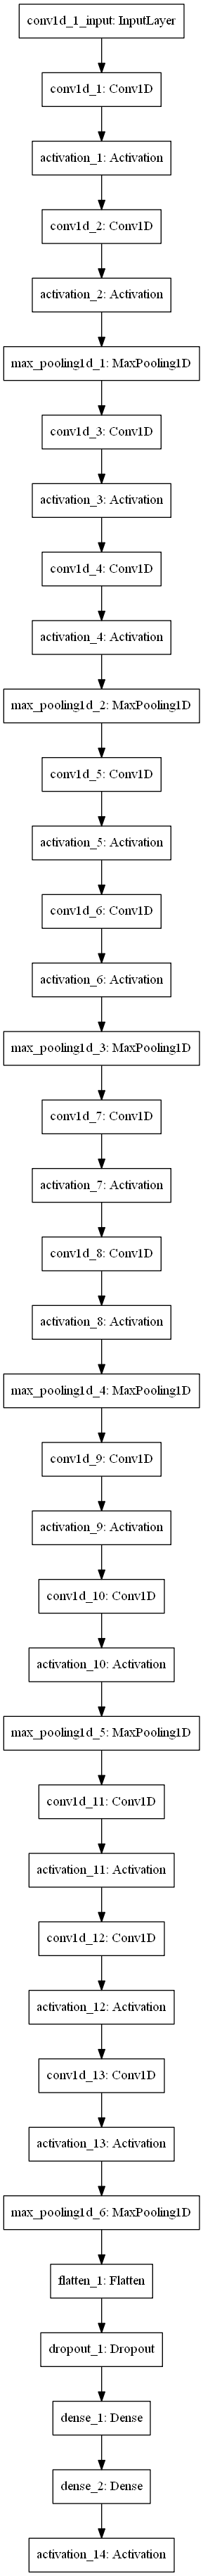 conv1d_1_input: InputLayer
conv1d_1: Conv1D
activation_1: Activation
conv1d_2: Conv1D
activation_2: Activation
max_pooling1d_1: MaxPooling1D
conv1d_3: Conv1D
activation_3: Activation
conv1d_4: Conv1D
activation_4: Activation
max_pooling1d_2: MaxPooling1D
conv1d_5: Conv1D
activation_5: Activation
conv1d_6: Conv1D
activation_6: Activation
max_pooling1d_3: MaxPooling1D
conv1d_7: Conv1D
activation_7: Activation
conv1d_8: Conv1D
activation_8: Activation
max_pooling1d_4: MaxPooling1D
conv1d_9: Conv1D
activation_9: Activation
conv1d_10: Conv1D
activation_10: Activation
max_pooling1d_5: MaxPooling1D
conv1d_11: Conv1D
activation_11: Activation
conv1d_12: Conv1D
activation_12: Activation
conv1d_13: Conv1D
activation_13: Activation
max_pooling1d_6: MaxPooling1D
flatten_1: Flatten
dropout_1: Dropout
dense_1: Dense
dense_2: Dense
activation_14: Activation